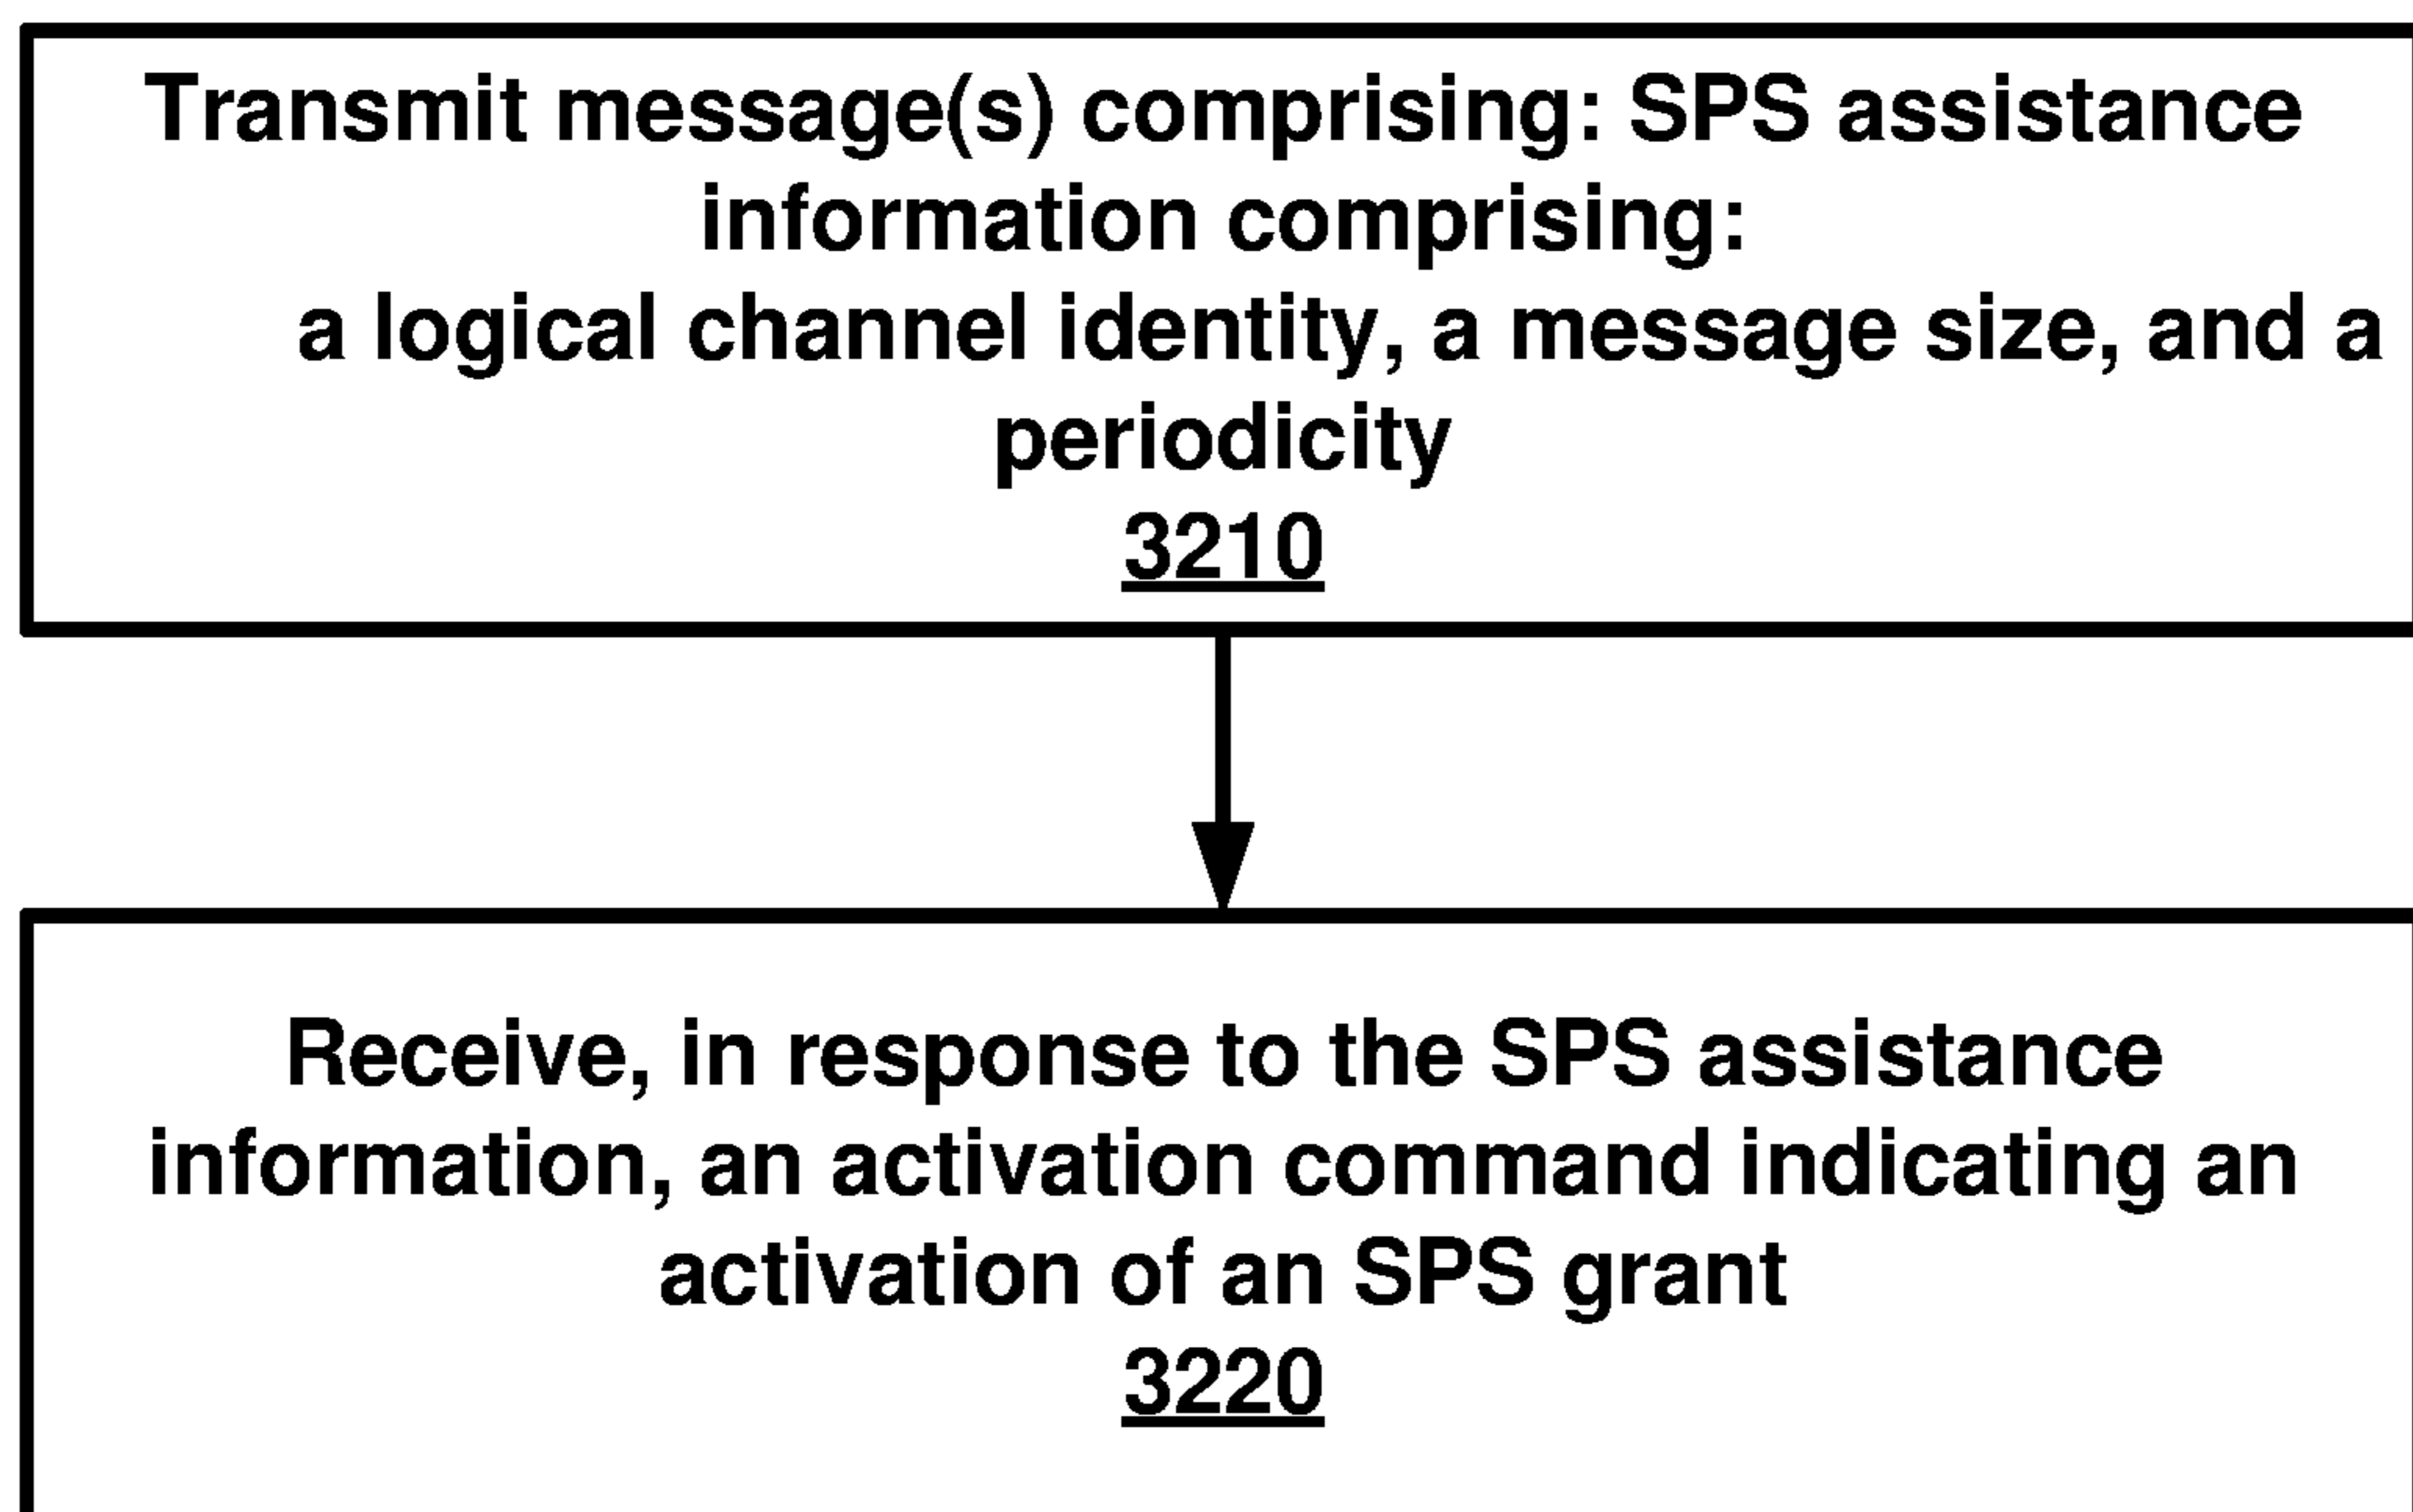 Transmit message(s) comprising: SPS assistance
information comprising:
a logical channel identity, a message size, and a
periodicity
3210
Receive, in response to the SPS assistance
information, an activation command indicating an
activation of an SPS grant
3220